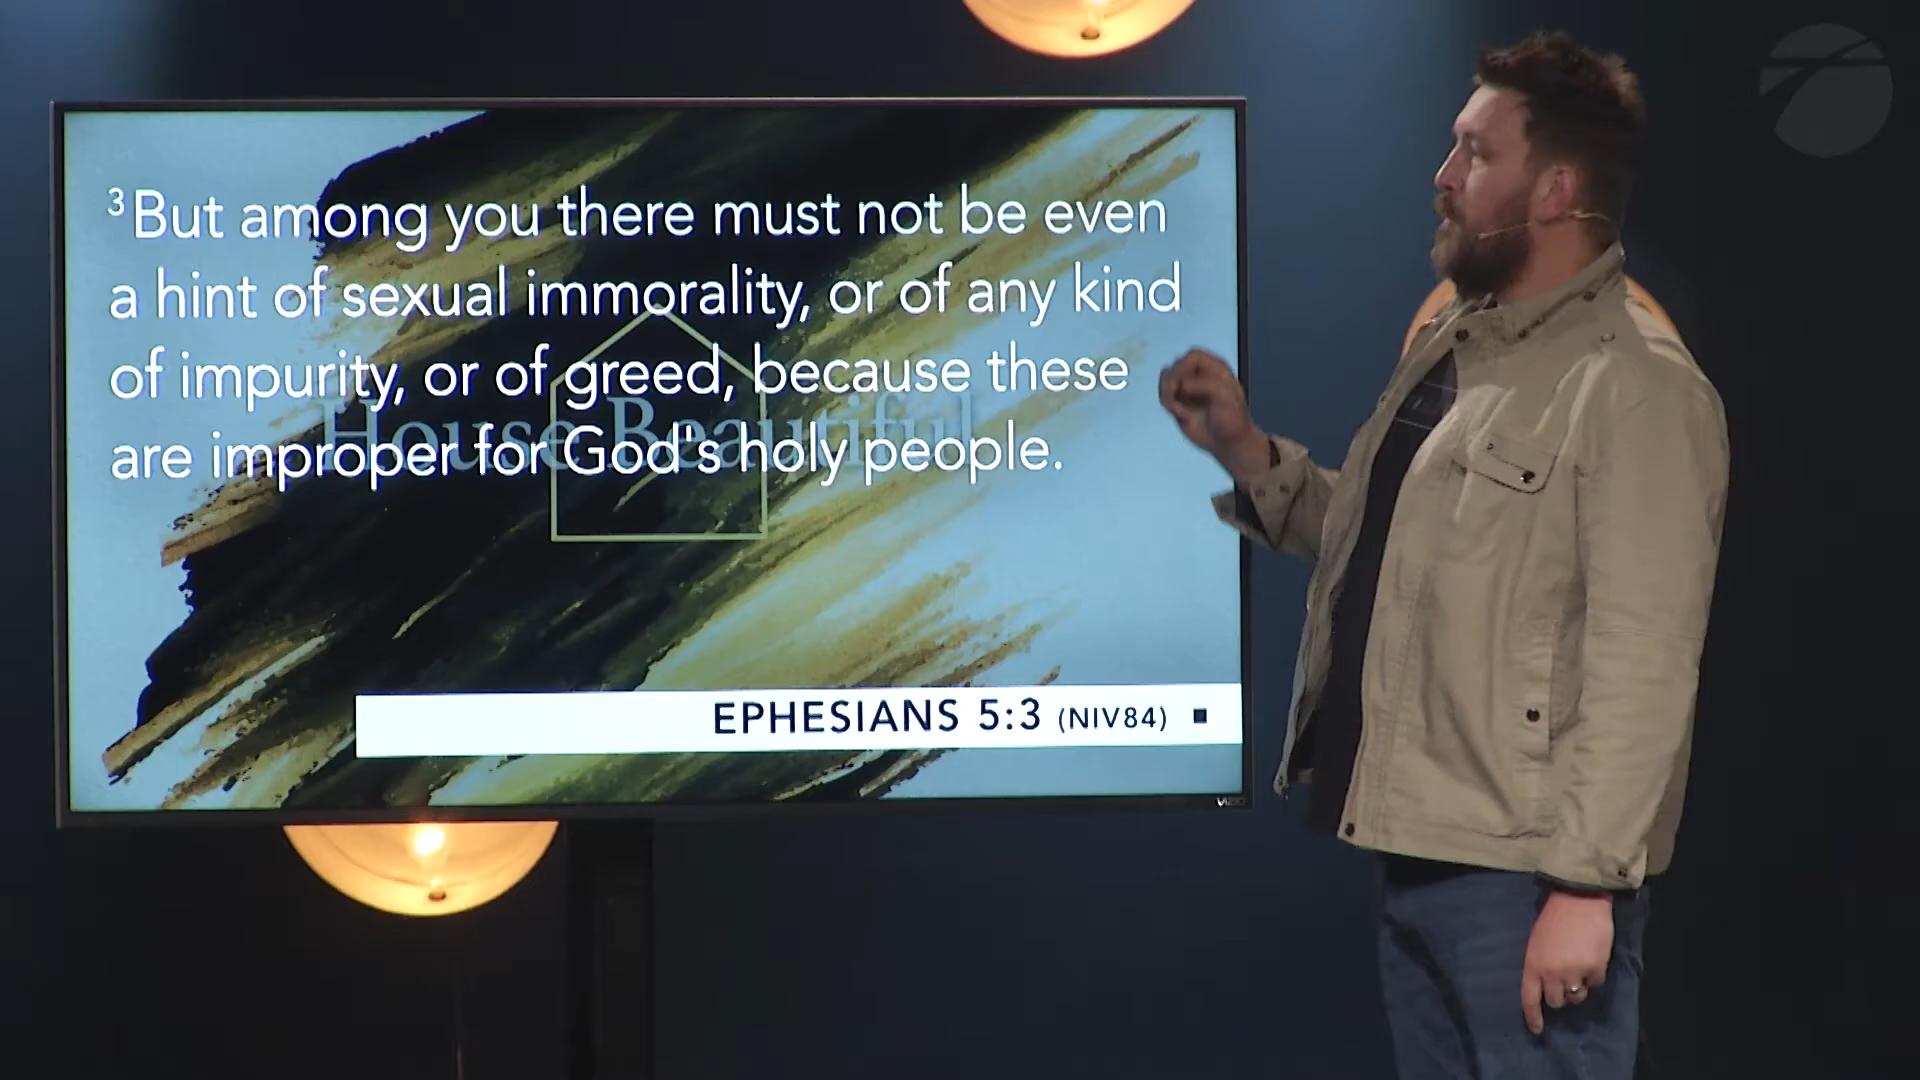 ³But among you there must not be even
a hint of sexual immorality, or of any kind
of impurity, or of greed, because these
House Beautiful
are improper for God's holy people.
EPHESIANS 5:3 (NIV84)
VIZIO